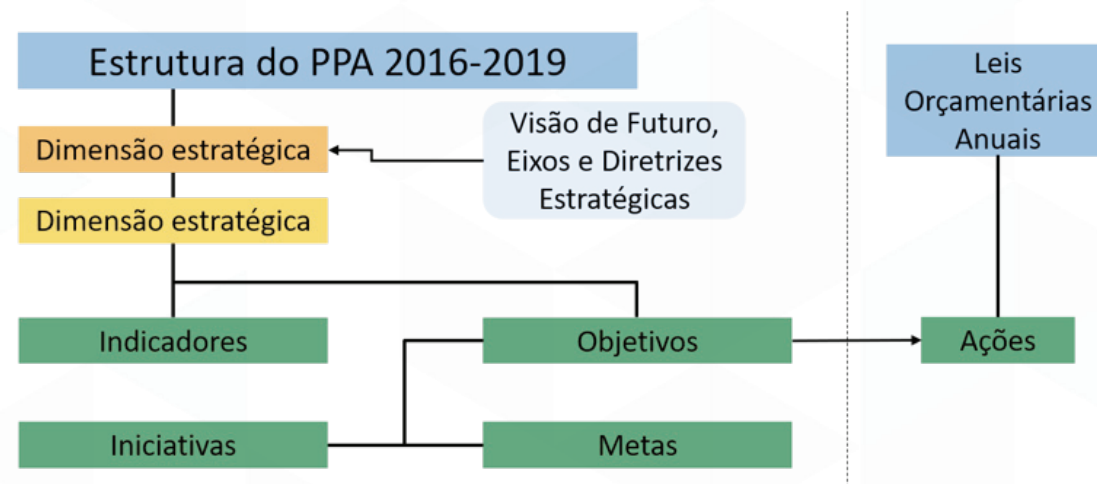 Estrutura do PPA 2016-2019
Leis
Orçamentárias
Anuais
Visão de Futuro,
Eixos e Diretrizes
Estratégicas
Dimensão estratégica
Dimensão estratégica
Indicadores
Objetivos
Ações
Iniciativas
Metas